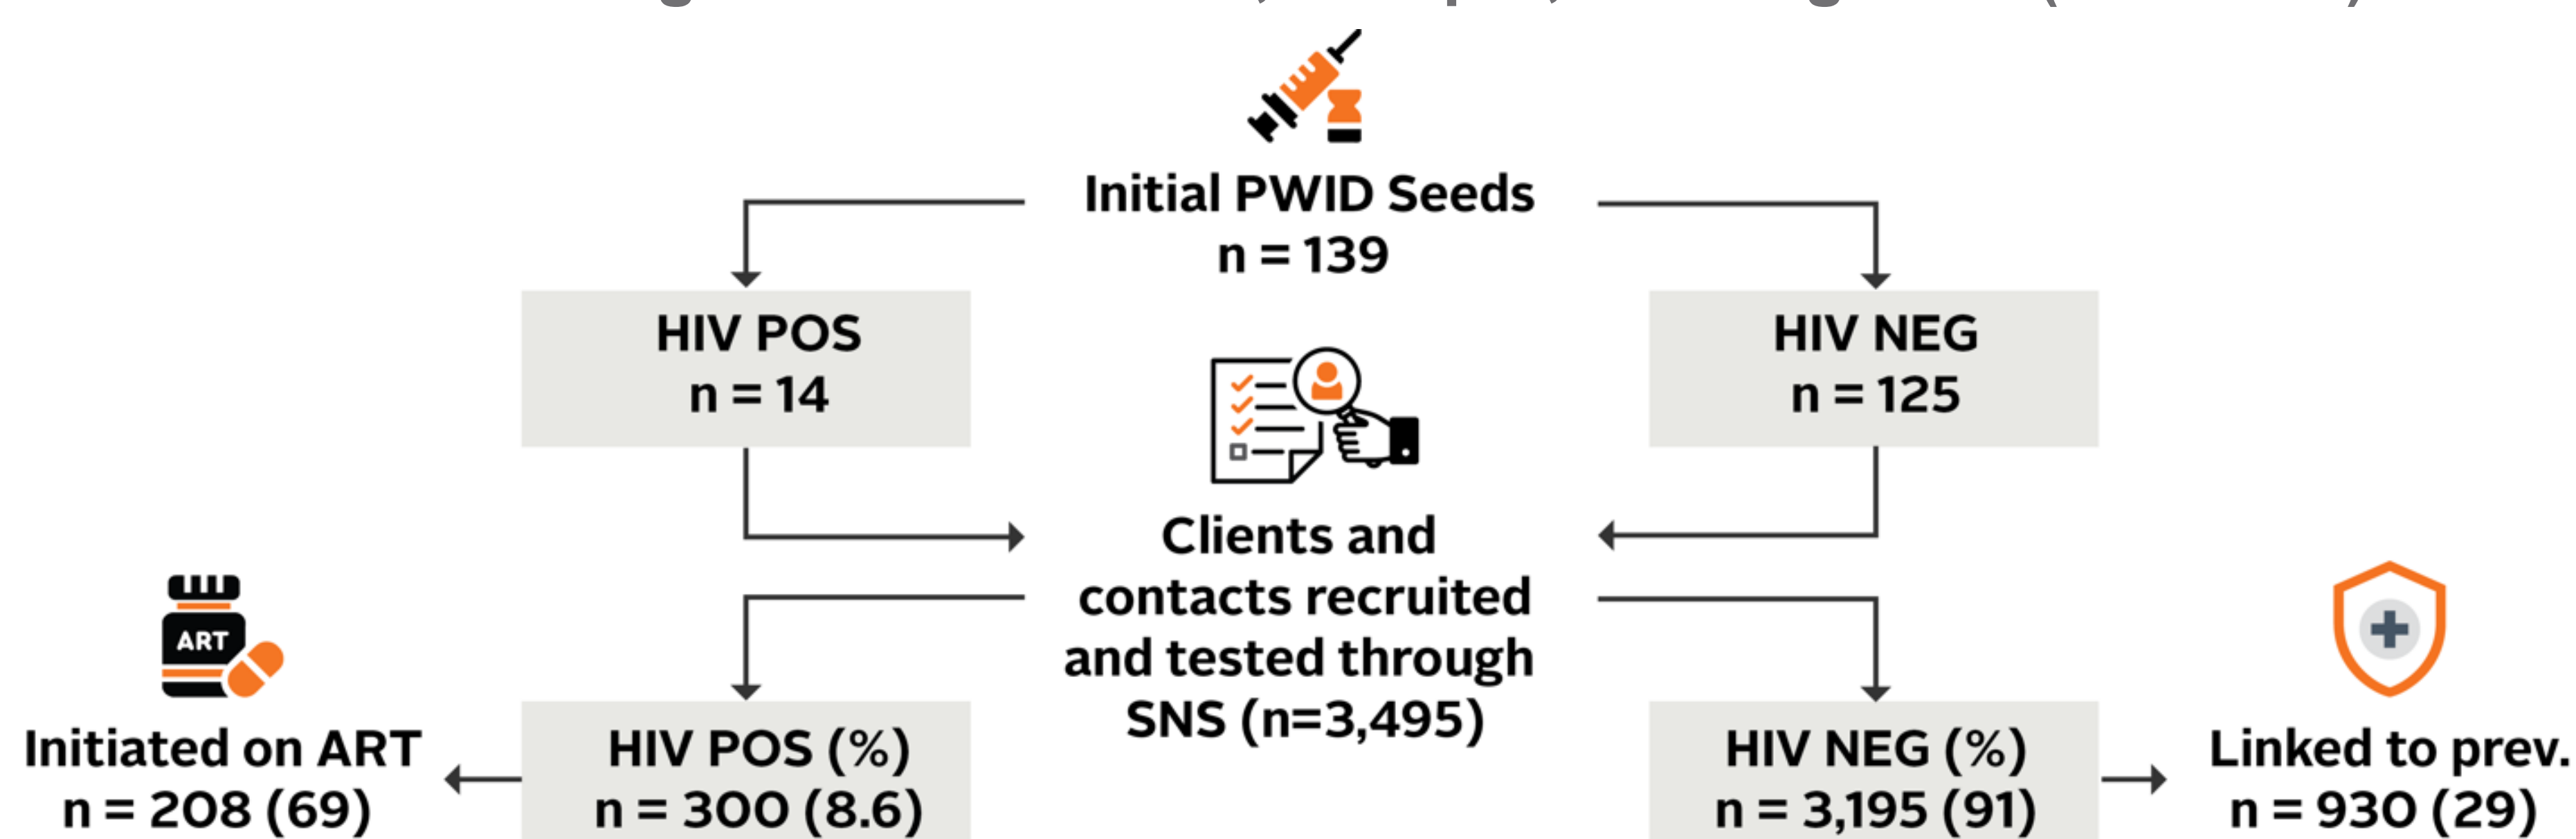 Initial PWID Seeds
n = 139
HIV POS
n = 14
HIV NEG
n = 125
Clients and
contacts recruited
and tested through
SNS (n=3,495)
ART
Initiated on ART
n = 208 (69)
HIV POS (%)
n = 300 (8.6)
HIV NEG (%)
n = 3,195 (91)
Linked to prev.
n = 930 (29)